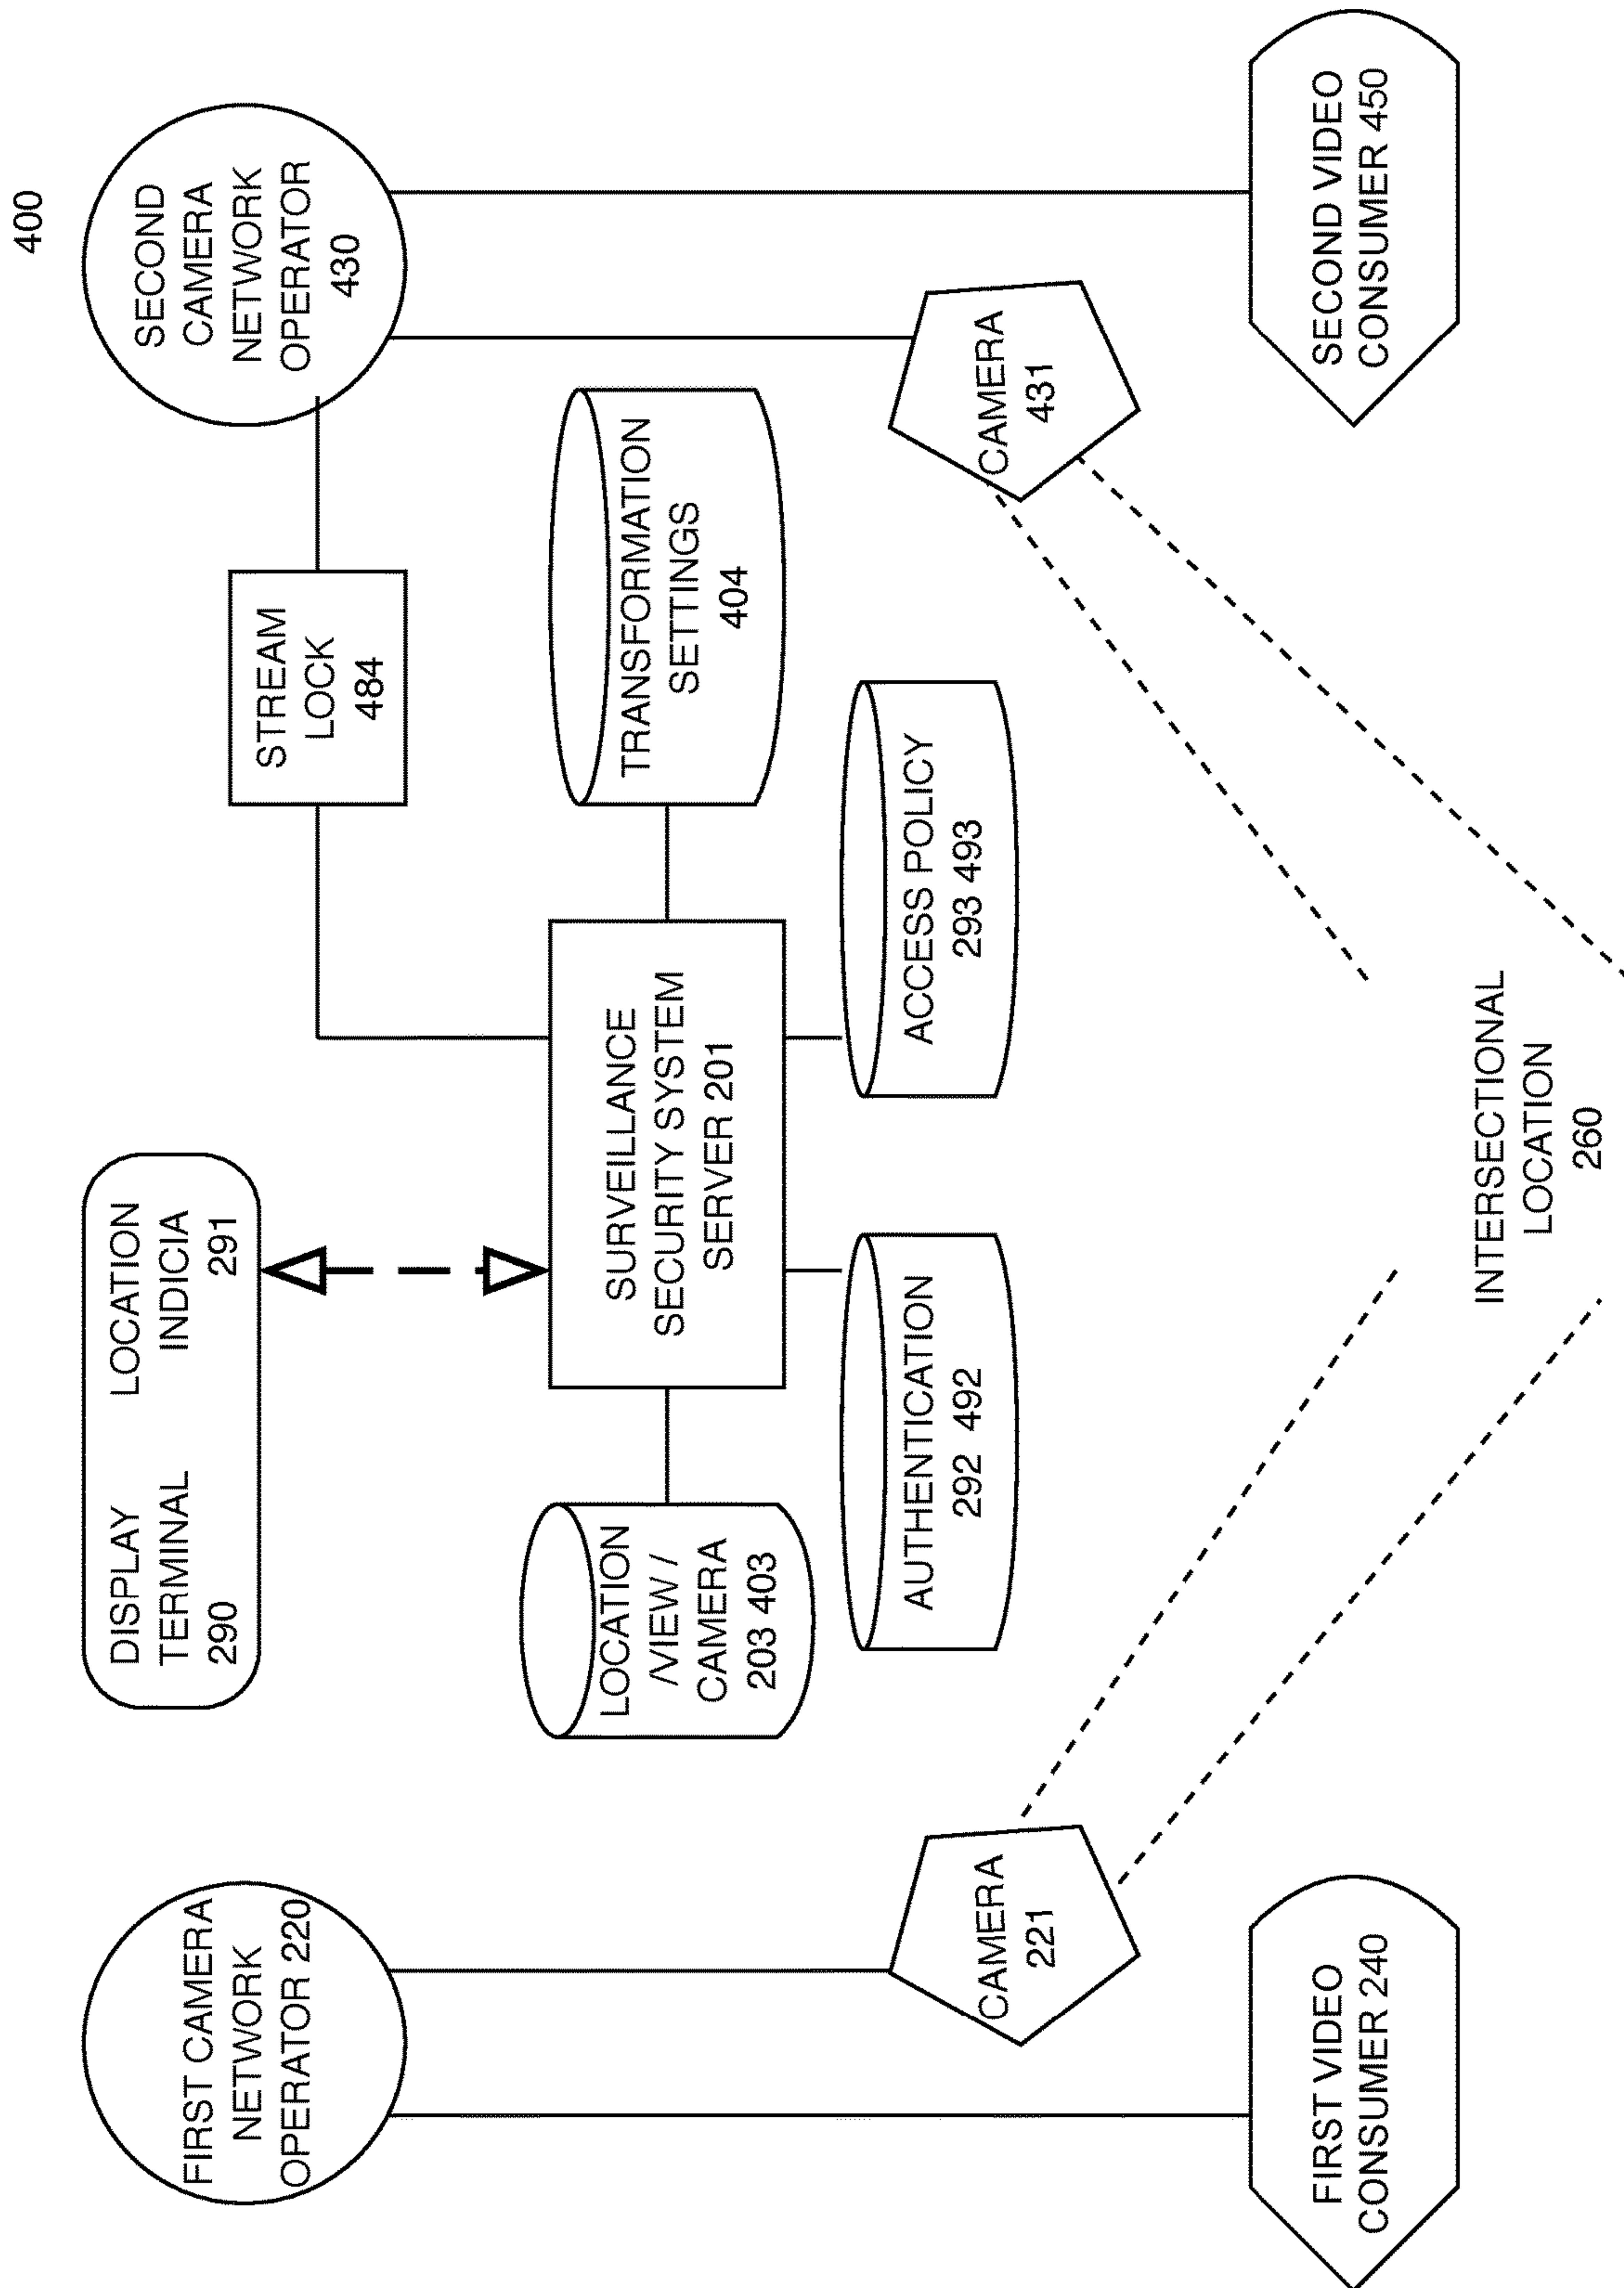 400
FIRST CAMERA
NETWORK
OPERATOR 220
DISPLAY
TERMINAL
290
LOCATION
INDICIA
291
STREAM
LOCK
484
SECOND
CAMERA
NETWORK
OPERATOR
430
LOCATION
/VIEW /
CAMERA
203 403
SURVEILLANCE
SECURITY SYSTEM
SERVER 201
TRANSFORMATION
SETTINGS
404
AUTHENTICATION
292 492
ACCESS POLICY
293 493
CAMERA
221
CAMERA
431
FIRST VIDEO
CONSUMER 240
INTERSECTIONAL
LOCATION
260
SECOND VIDEO
CONSUMER 450